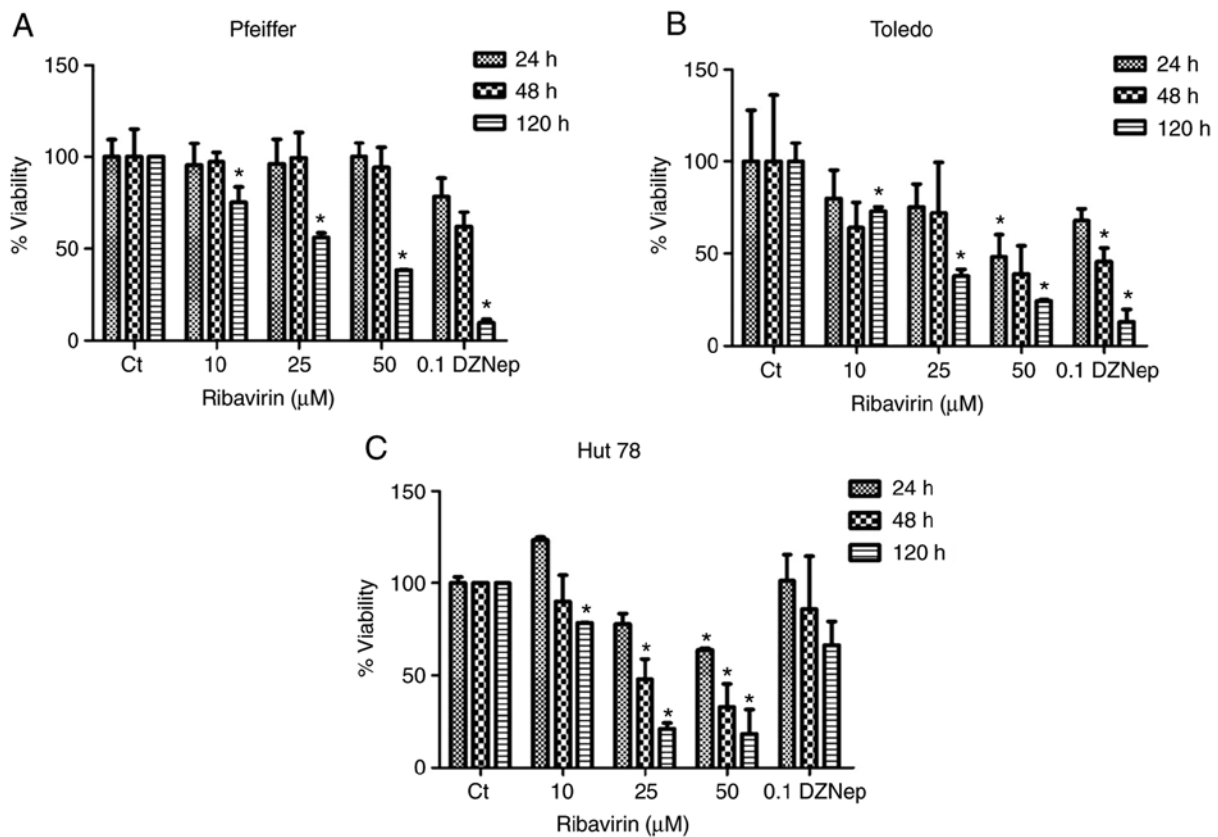 A
Pfeiffer
24 h
48 h
120 h
150
100
50
0
% Viability
*
*
*
*
Ct
10
25
50
0.1 DZNep
Ribavirin (μM)
B
Toledo
24 h
48 h
120 h
150
100
50
0
% Viability
*
*
*
*
*
*
Ct
10
25
50
0.1 DZNep
Ribavirin (μM)
C
Hut 78
24 h
48 h
120 h
150
100
50
0
% Viability
*
*
*
*
*
*
Ct
10
25
50
0.1 DZNep
Ribavirin (μM)